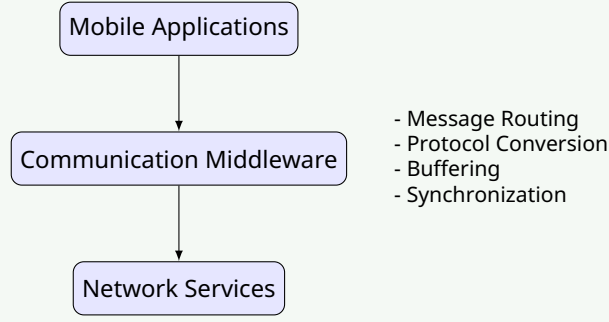 Mobile Applications
Communication Middleware
- Message Routing
- Protocol Conversion
- Buffering
- Synchronization
Network Services